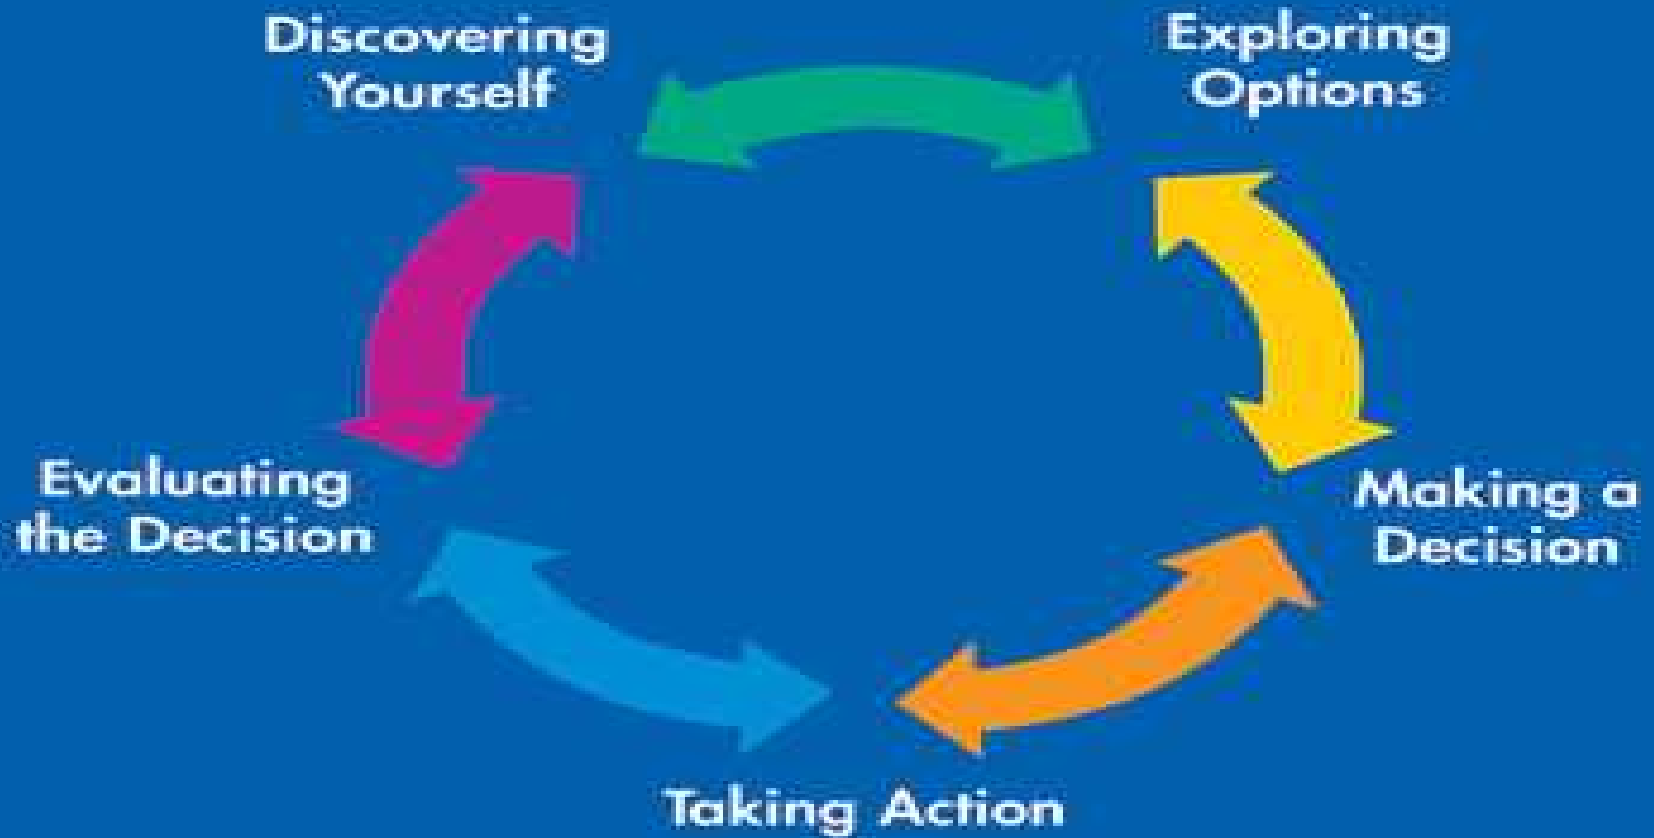 Discovering
Yourself
Exploring
Options
Making a
Decision
Taking Action
Evaluating
the Decision